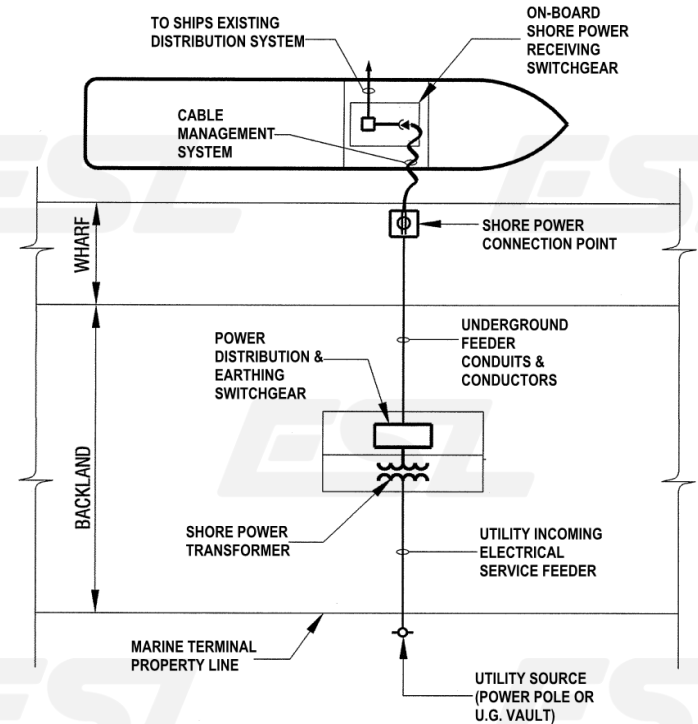 TO SHIPS EXISTING
DISTRIBUTION SYSTEM
ON-BOARD
SHORE POWER
RECEIVING
SWITCHGEAR
CABLE
MANAGEMENT
SYSTEM
WHARF
SHORE POWER
CONNECTION POINT
POWER
DISTRIBUTION &
EARTHING
SWITCHGEAR
UNDERGROUND
FEEDER
CONDUITS &
CONDUCTORS
BACKLAND
ESL
SHORE POWER
TRANSFORMER
UTILITY INCOMING
ELECTRICAL
SERVICE FEEDER
MARINE TERMINAL
PROPERTY LINE
UTILITY SOURCE
(POWER POLE OR
U.G. VAULT)